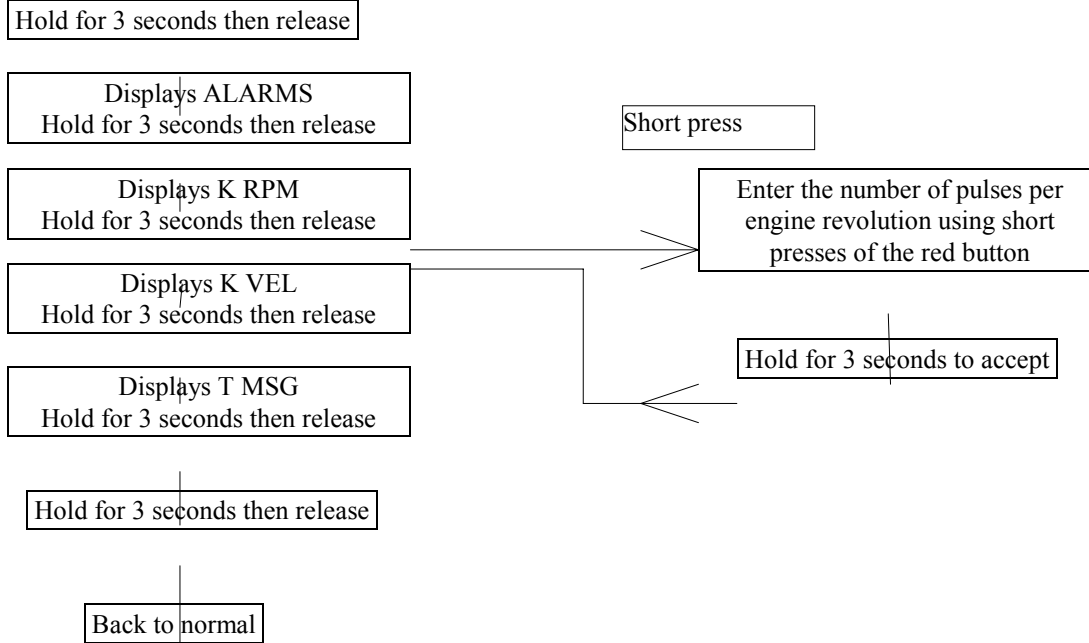 Hold for 3 seconds then release
Displays ALARMS
Hold for 3 seconds then release
Short press
Displays K RPM
Hold for 3 seconds then release
Enter the number of pulses per
engine revolution using short
presses of the red button
Displays K VEL
Hold for 3 seconds then release
Hold for 3 seconds to accept
Displays T MSG
Hold for 3 seconds then release
Hold for 3 seconds then release
Back to normal